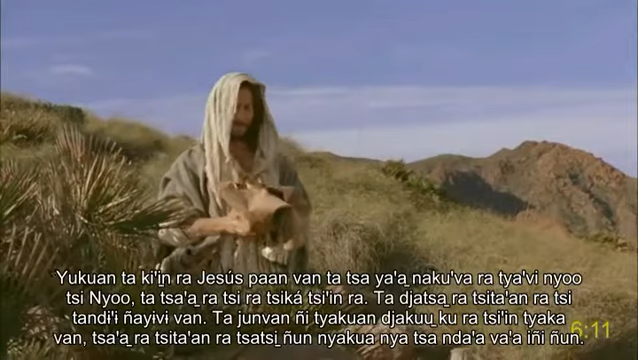 Yukuan ta ki'in ra Jesús paan van ta tsa ya'a̱ naku'va ra tya'vi nyoo
tsi Nyoo, ta tsa'a̱ ra tsi ra tsiká tsi'in ra. Ta djatsa̱ ra tsita'an ra tsi
tandɨ'ɨ ñayivɨ van. Ta junvan ñi tyakuan djakuu̱ ku ra tsi'in tyaka
van, tsa'a̱ ra tsita'an ra tsatsi̱ ñun nyakua nya tsa nda'a va'a iñi ñun.
6:11